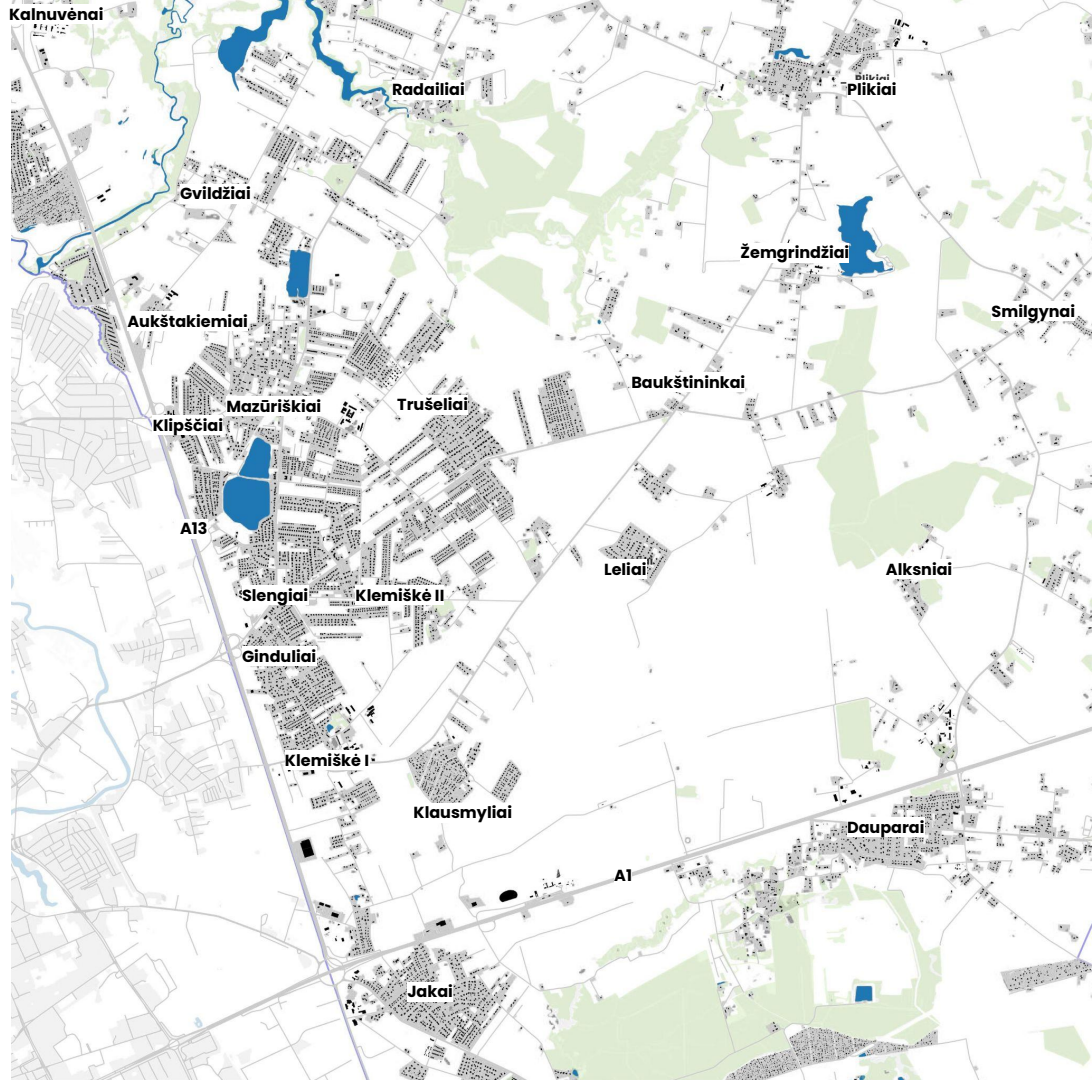 Kalnuvėnai
Plikiai
Plikiai
Radailiai
Gvildžiai
Žemgrindžiai
Smilgynai
Aukštakiemiai
Baukštininkai
Trušeliai
Mazūriškiai
Klipščiai
A13
Leliai
Alksniai
Slengiai
Klemiškė II
Ginduliai
Klemiškė I
Klausmyliai
Dauparai
A1
Jakai